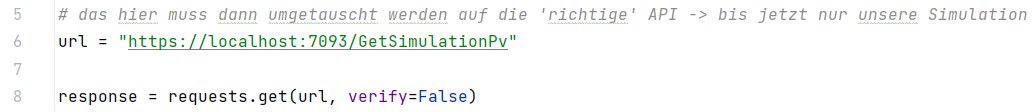 5 # das hier muss dann umgetauscht werden auf die 'richtige' API -> bis jetzt nur unsere Simulation
6 url = "https://localhost:7093/GetSimulationPv"
7
8 response = requests.get(url, verify=False)